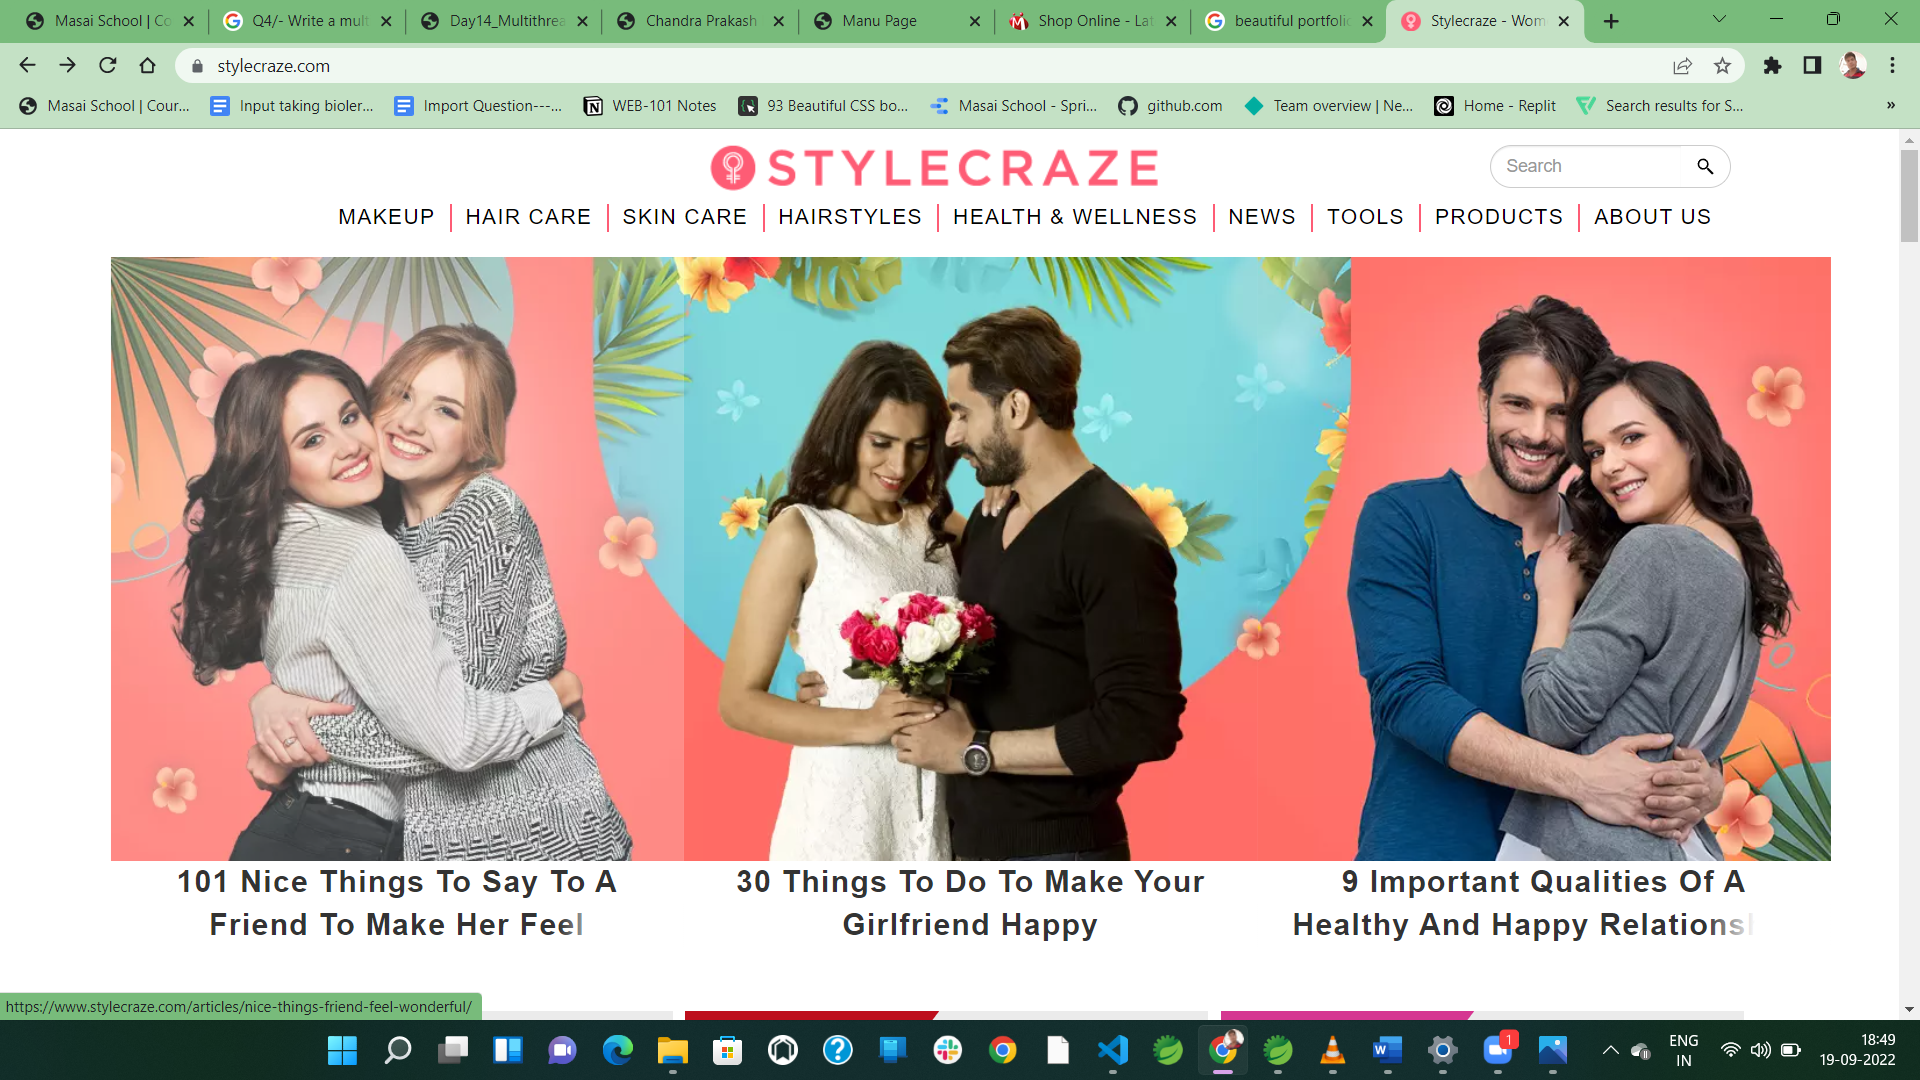 Masai School | Co
Q4/- Write a mult
Day14_Multithrea
Chandra Prakash
Manu Page
Shop Online - Lat
beautiful portfolio
Stylecraze - Wom
stylecraze.com
Masai School | Cour...
Input taking bioler...
Import Question---...
WEB-101 Notes
93 Beautiful CSS bo...
Masai School - Spri...
github.com
Team overview | Ne...
Home - Replit
Search results for S...
»
STYLECRAZE
Search
MAKEUP
HAIR CARE
SKIN CARE
HAIRSTYLES
HEALTH & WELLNESS
NEWS
TOOLS
PRODUCTS
ABOUT US
101 Nice Things To Say To A
Friend To Make Her Feel
30 Things To Do To Make Your
Girlfriend Happy
9 Important Qualities Of A
Healthy And Happy Relations
https://www.stylecraze.com/articles/nice-things-friend-feel-wonderful/
1
ENG
IN
18:49
19-09-2022